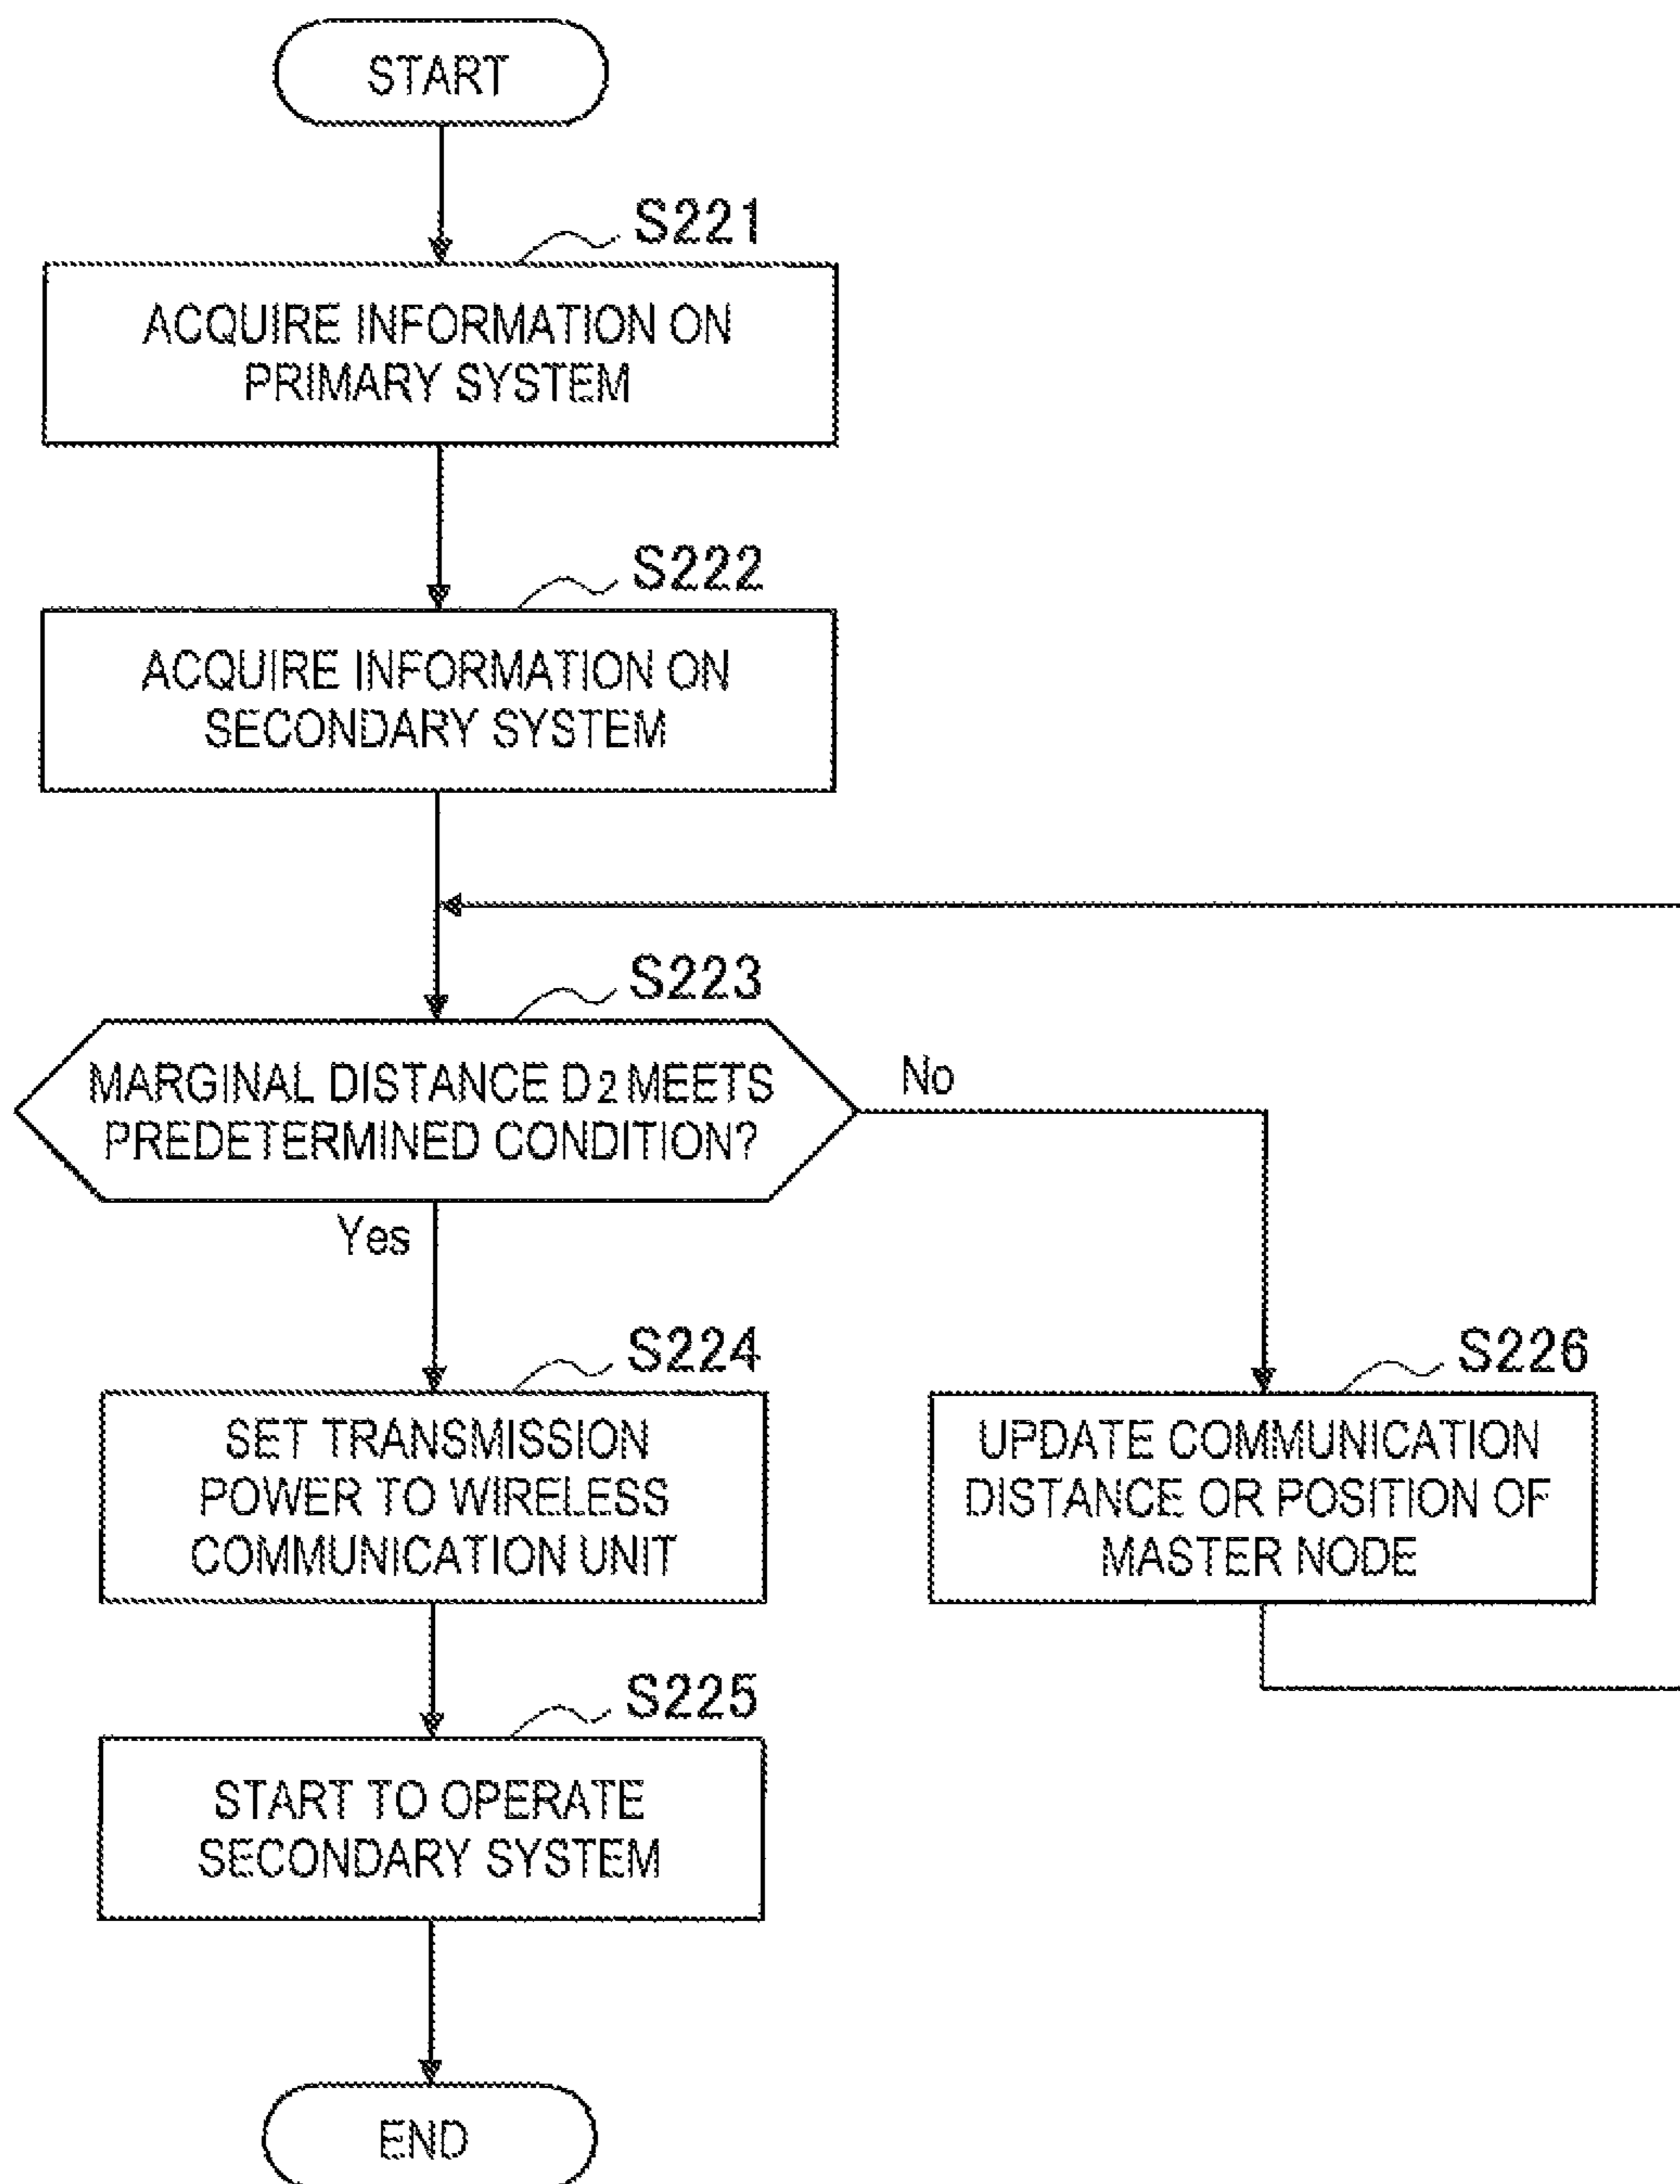 START
S221
ACQUIRE INFORMATION ON
PRIMARY SYSTEM
S222
ACQUIRE INFORMATION ON
SECONDARY SYSTEM
S223
MARGINAL DISTANCE D2 MEETS
PREDETERMINED CONDITION?
No
Yes
S224
SET TRANSMISSION
POWER TO WIRELESS
COMMUNICATION UNIT
S226
UPDATE COMMUNICATION
DISTANCE OR POSITION OF
MASTER NODE
S225
START TO OPERATE
SECONDARY SYSTEM
END